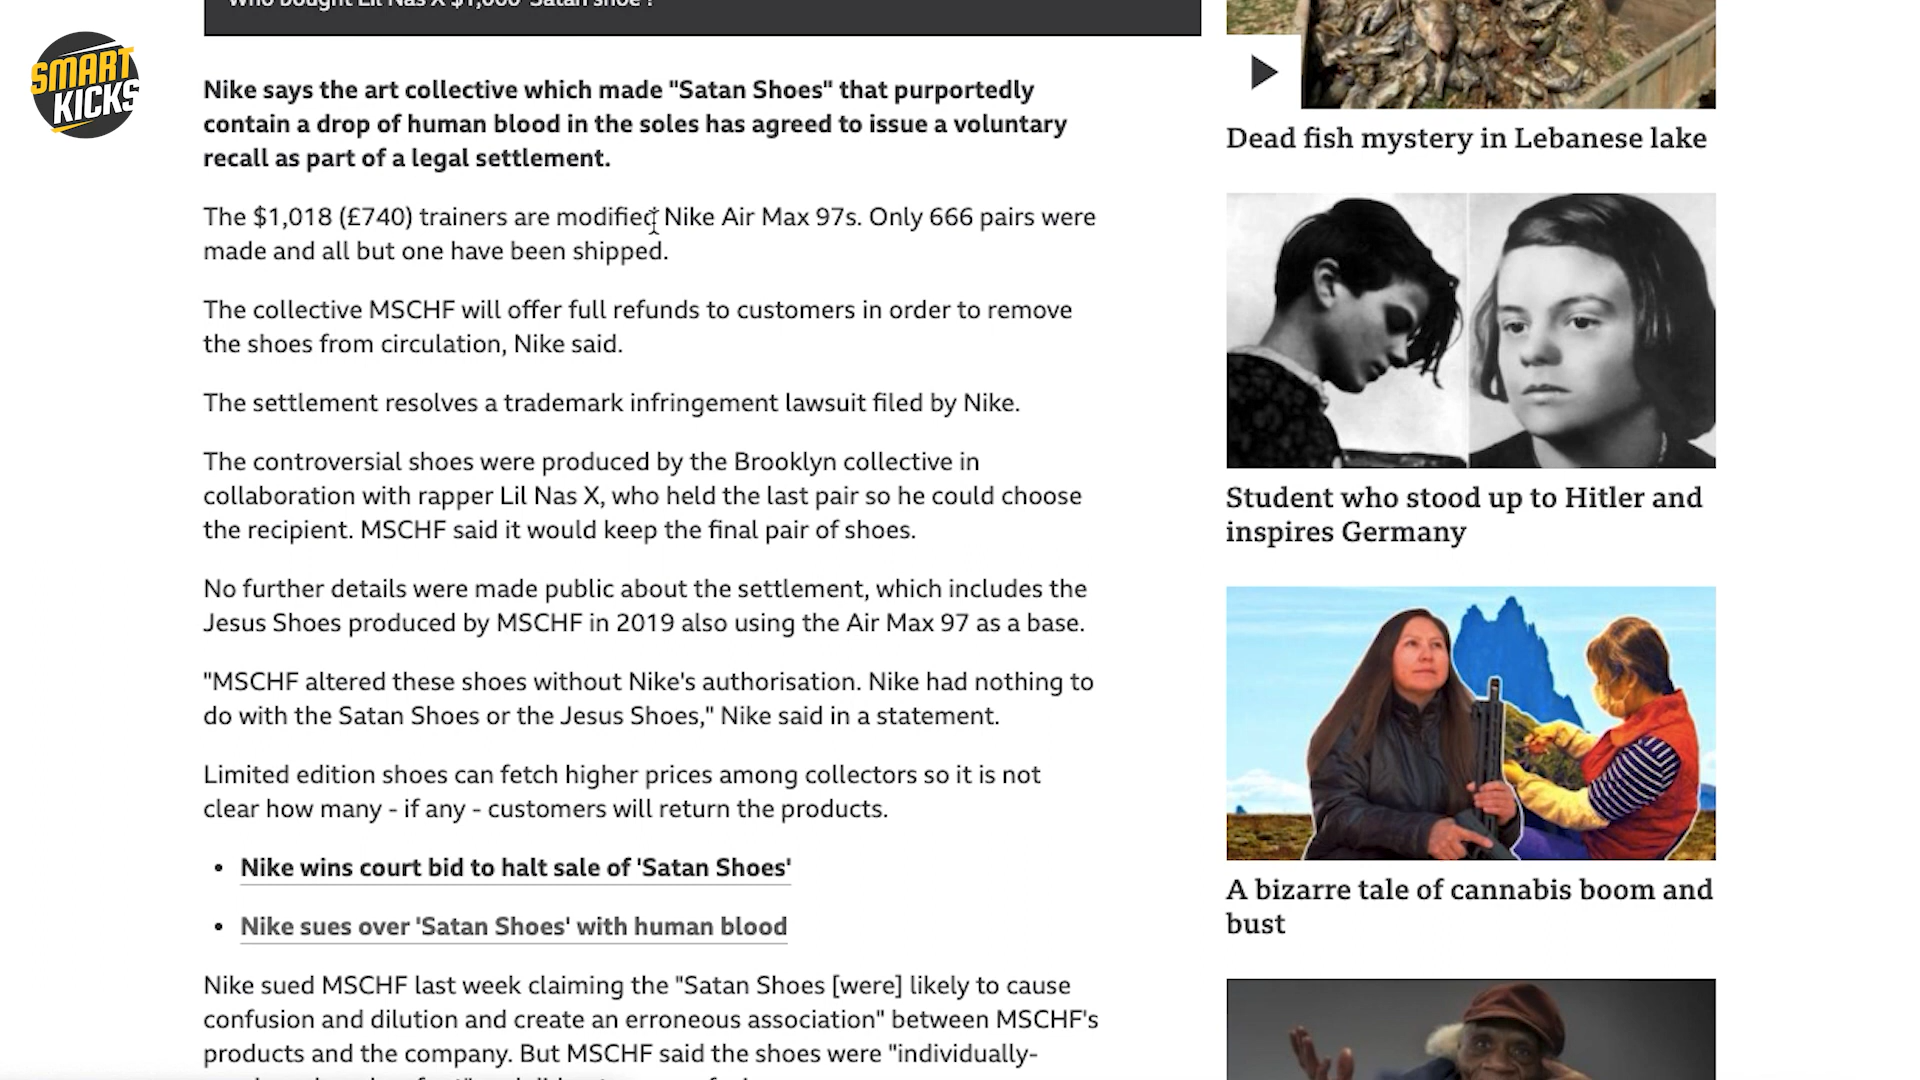 Who bought Lil Nas X $1,000 'Satan shoe'?
SMART
KICKS
Nike says the art collective which made "Satan Shoes" that purportedly
contain a drop of human blood in the soles has agreed to issue a voluntary
recall as part of a legal settlement.
The $1,018 (£740) trainers are modified Nike Air Max 97s. Only 666 pairs were
made and all but one have been shipped.
The collective MSCHF will offer full refunds to customers in order to remove
the shoes from circulation, Nike said.
The settlement resolves a trademark infringement lawsuit filed by Nike.
The controversial shoes were produced by the Brooklyn collective in
collaboration with rapper Lil Nas X, who held the last pair so he could choose
the recipient. MSCHF said it would keep the final pair of shoes.
No further details were made public about the settlement, which includes the
Jesus Shoes produced by MSCHF in 2019 also using the Air Max 97 as a base.
"MSCHF altered these shoes without Nike's authorisation. Nike had nothing to
do with the Satan Shoes or the Jesus Shoes," Nike said in a statement.
Limited edition shoes can fetch higher prices among collectors so it is not
clear how many - if any - customers will return the products.
• Nike wins court bid to halt sale of 'Satan Shoes'
• Nike sues over 'Satan Shoes' with human blood
Nike sued MSCHF last week claiming the "Satan Shoes [were] likely to cause
confusion and dilution and create an erroneous association" between MSCHF's
products and the company. But MSCHF said the shoes were "individually-
Dead fish mystery in Lebanese lake
Student who stood up to Hitler and
inspires Germany
A bizarre tale of cannabis boom and
bust